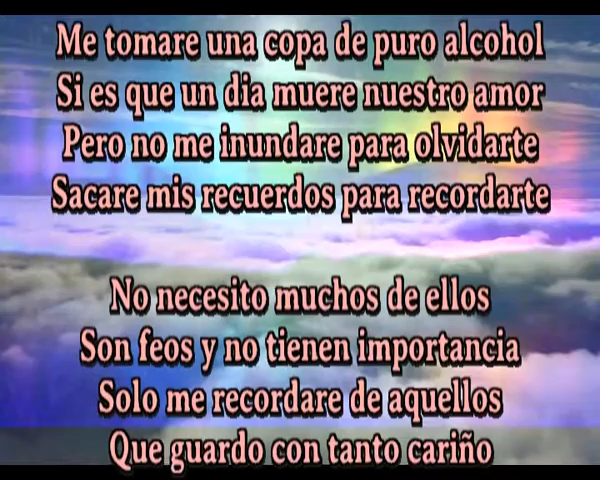 Me tomare una copa de puro alcohol
Si es que un dia muere nuestro amor
Pero no me inundare para olvidarte
Sacare mis recuerdos para recordarte
No necesito muchos de ellos
Son feos y no tienen importancia
Solo me recordare de aquellos
Que guardo con tanto cariño